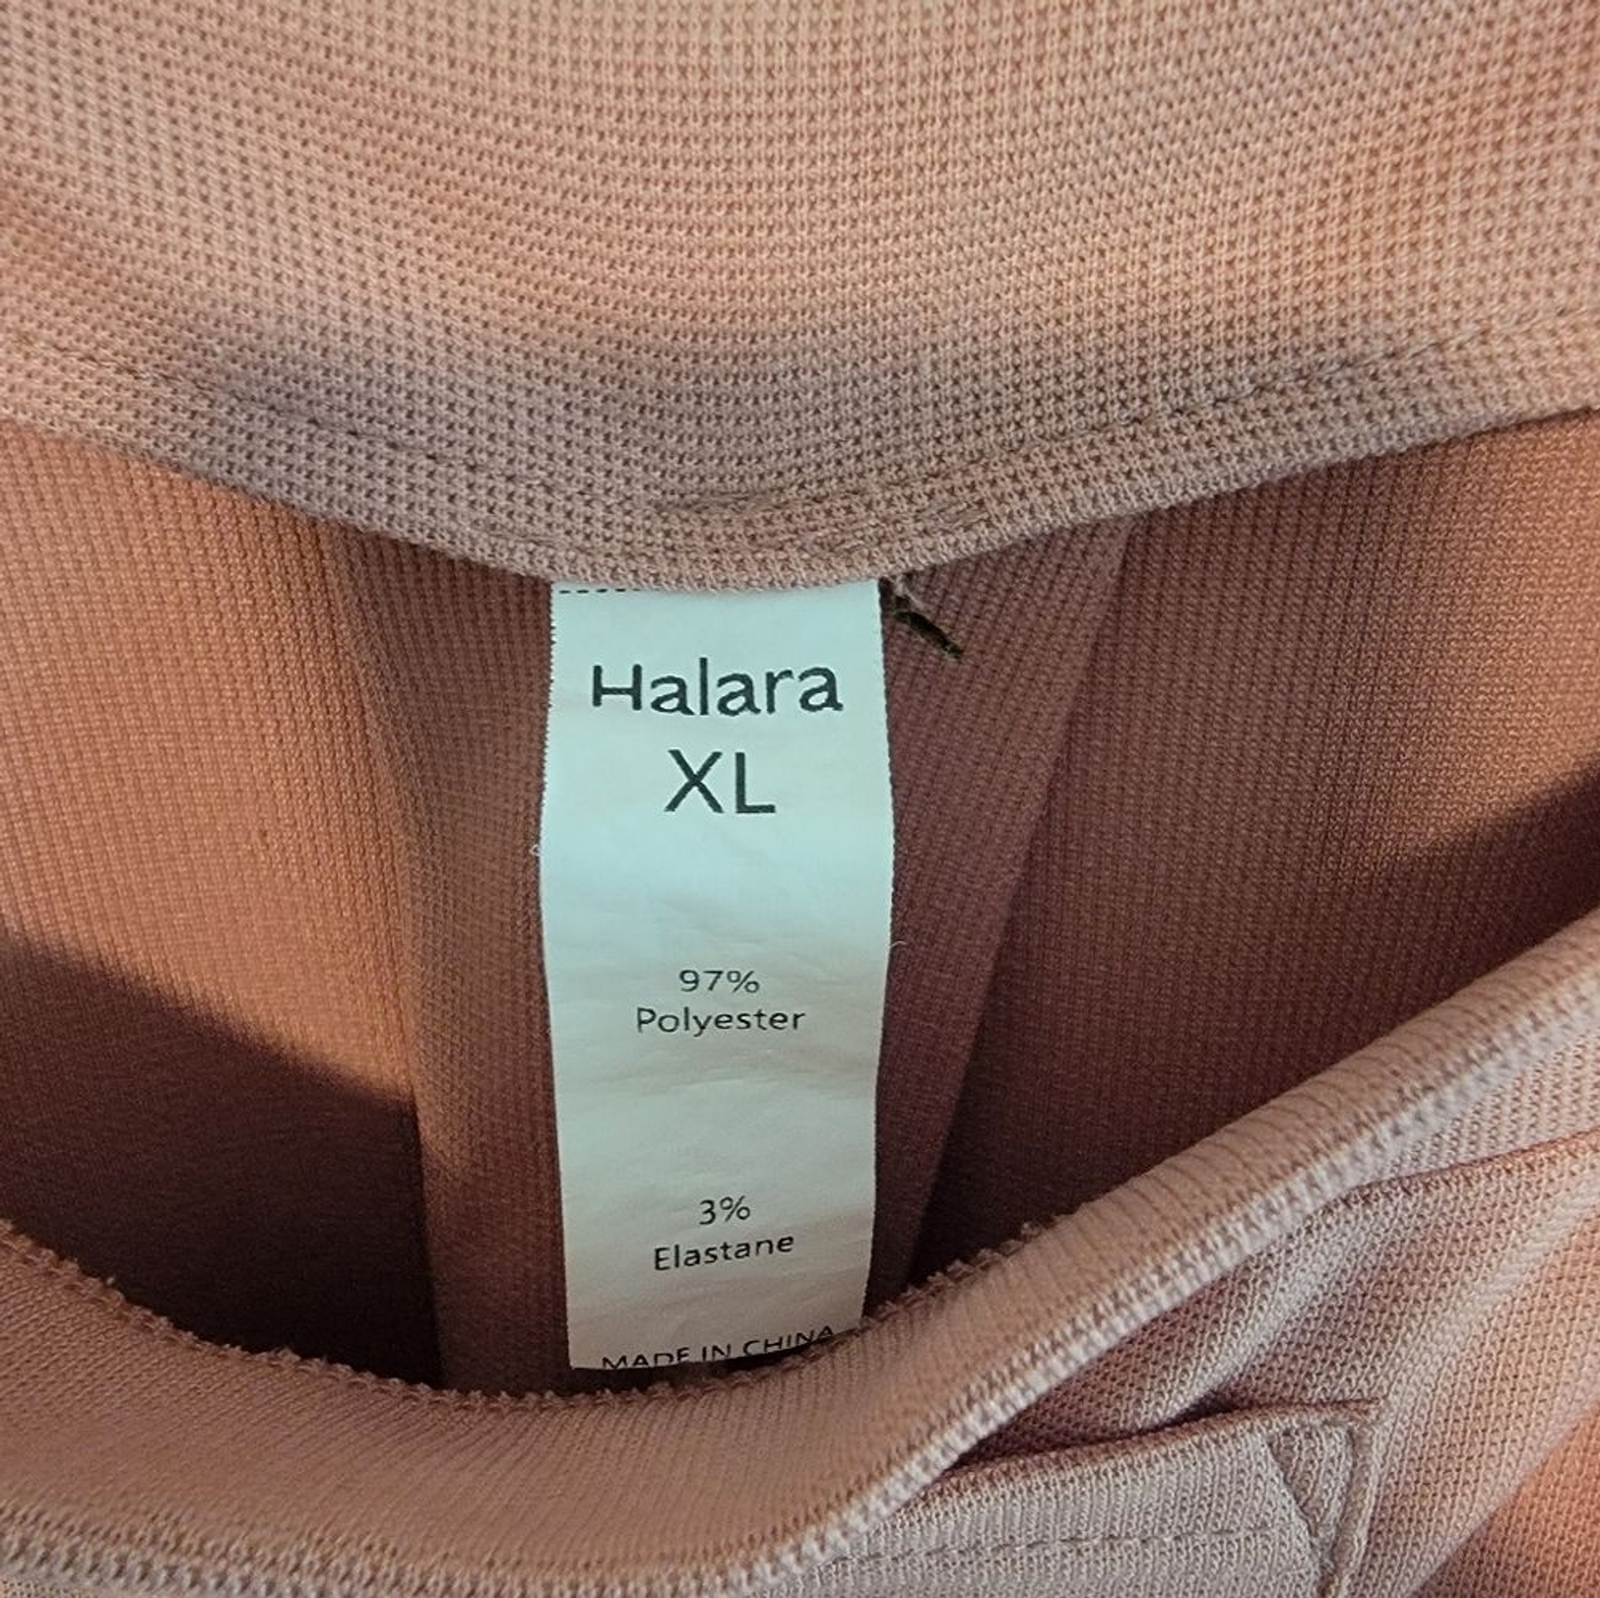 Halara
XL
97%
Polyester
3%
Elastane
MADE IN CHINA